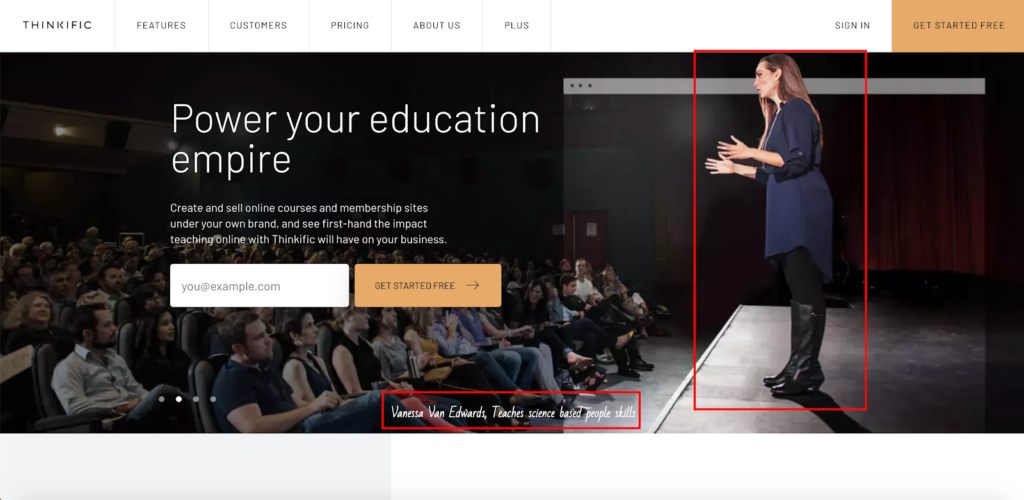 THINKIFIC
FEATURES
CUSTOMERS
PRICING
ABOUT US
PLUS
SIGN IN
GET STARTED FREE
Power your education
empire
Create and sell online courses and membership sites
under your own brand, and see first-hand the impact
teaching online with Thinkific will have on your business.
you@example.com
GET STARTED FREE →
Vanessa Van Edwards, Teaches science based people skills